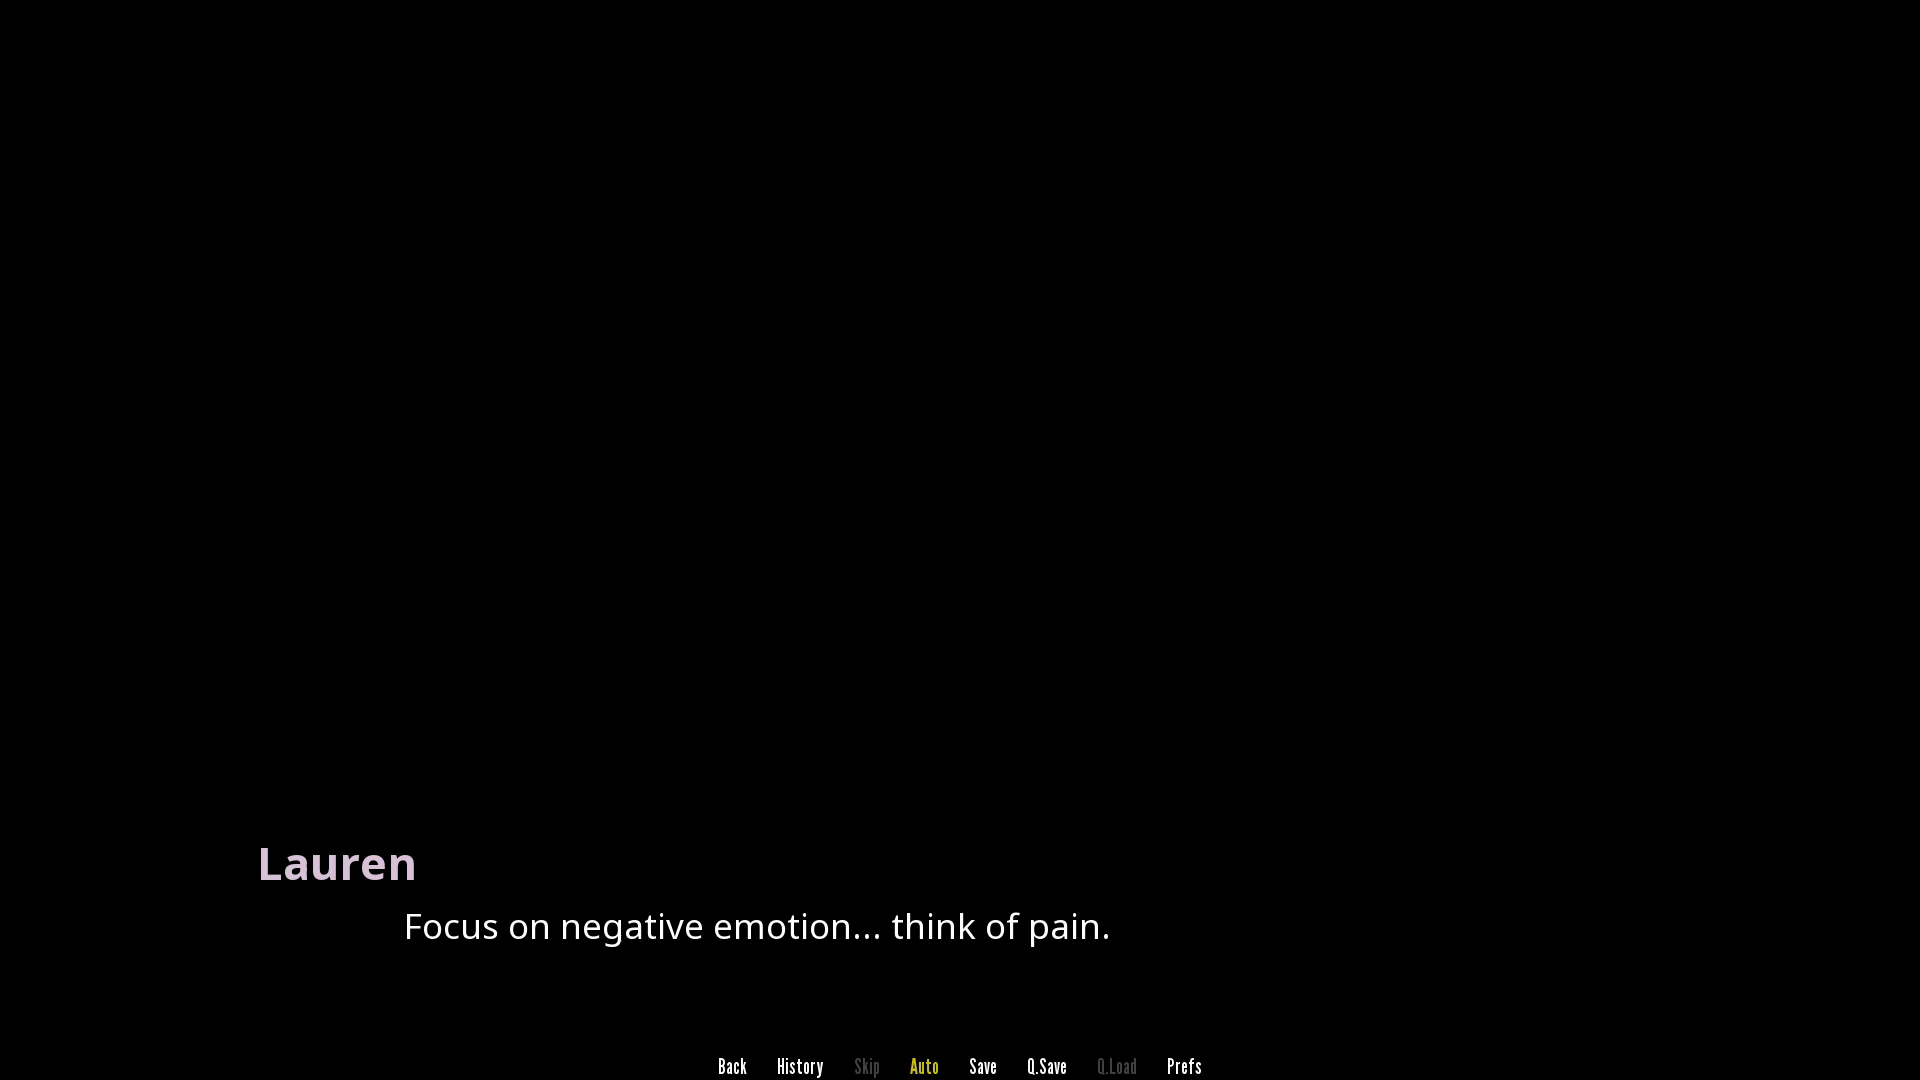 Lauren
Focus on negative emotion... think of pain.
Back History Skip Auto Save Q.Save Q.Load Prefs